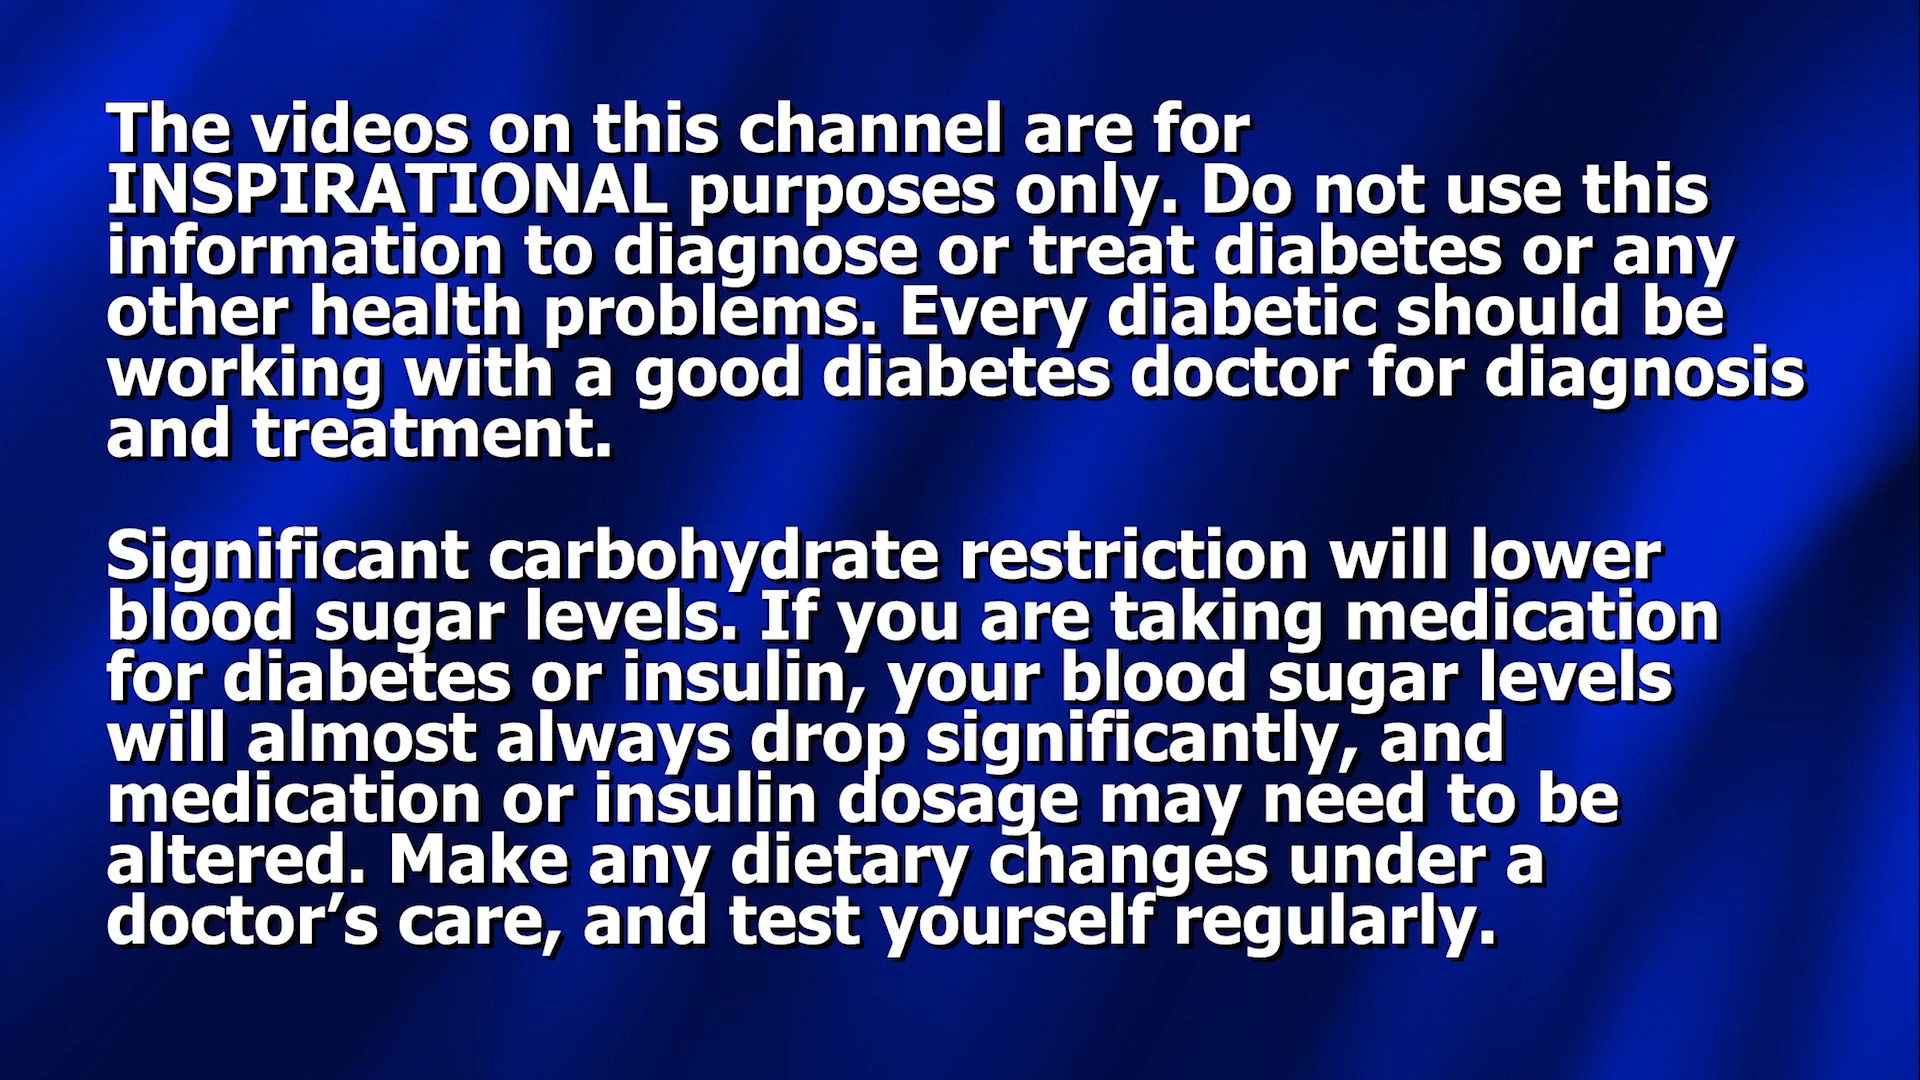 The videos on this channel are for
INSPIRATIONAL purposes only. Do not use this
information to diagnose or treat diabetes or any
other health problems. Every diabetic should be
working with a good diabetes doctor for diagnosis
and treatment.
Significant carbohydrate restriction will lower
blood sugar levels. If you are taking medication
for diabetes or insulin, your blood sugar levels
will almost always drop significantly, and
medication or insulin dosage may need to be
altered. Make any dietary changes under a
doctor’s care, and test yourself regularly.